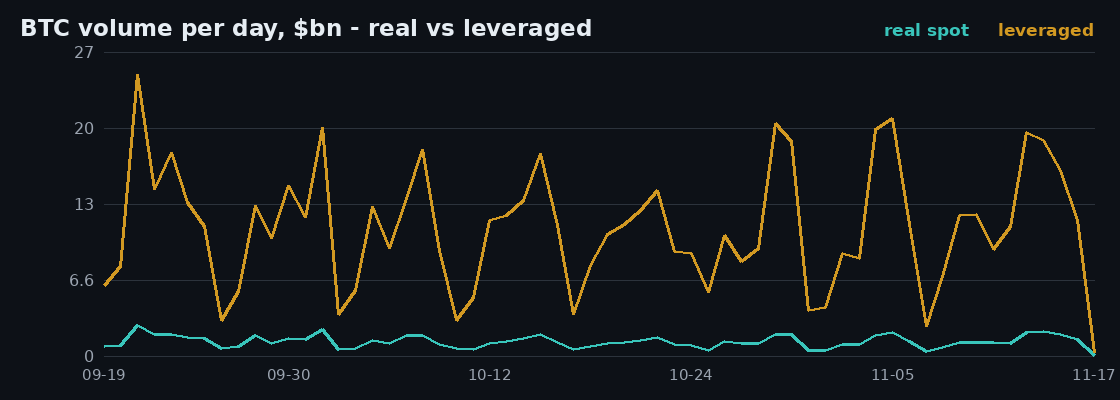 BTC volume per day, $bn - real vs leveraged
real spot leveraged
27
20
13
6.6
0
09-19 09-30 10-12 10-24 11-05 11-17